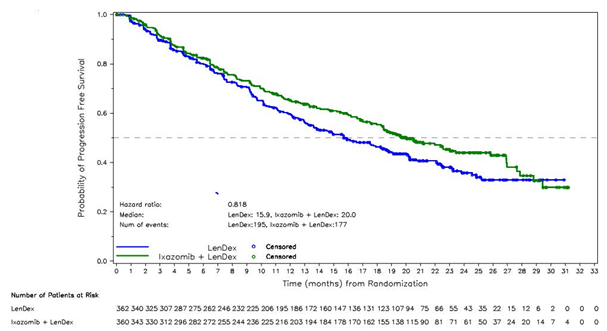 1.0
0.8
0.6
0.4
0.2
0.0
Probability of Progression Free Survival
Hazard ratio: 0.818
Median: LenDex: 15.9, Ixazomib + LenDex: 20.0
Num of events: LenDex:195, Ixazomib + LenDex:177
LenDex Censored
Ixazomib + LenDex Censored
0 1 2 3 4 5 6 7 8 9 10 11 12 13 14 15 16 17 18 19 20 21 22 23 24 25 26 27 28 29 30 31 32 33
Time (months) from Randomization
Number of Patients at Risk
LenDex 362 340 325 307 287 275 262 246 232 225 206 195 186 172 160 147 136 131 123 107 94 75 66 55 43 35 22 15 12 6 2 0 0
Ixazomib + LenDex 360 343 330 312 296 282 272 255 244 236 225 216 203 194 184 178 170 162 155 138 115 90 81 71 61 50 37 24 20 14 7 4 0 0